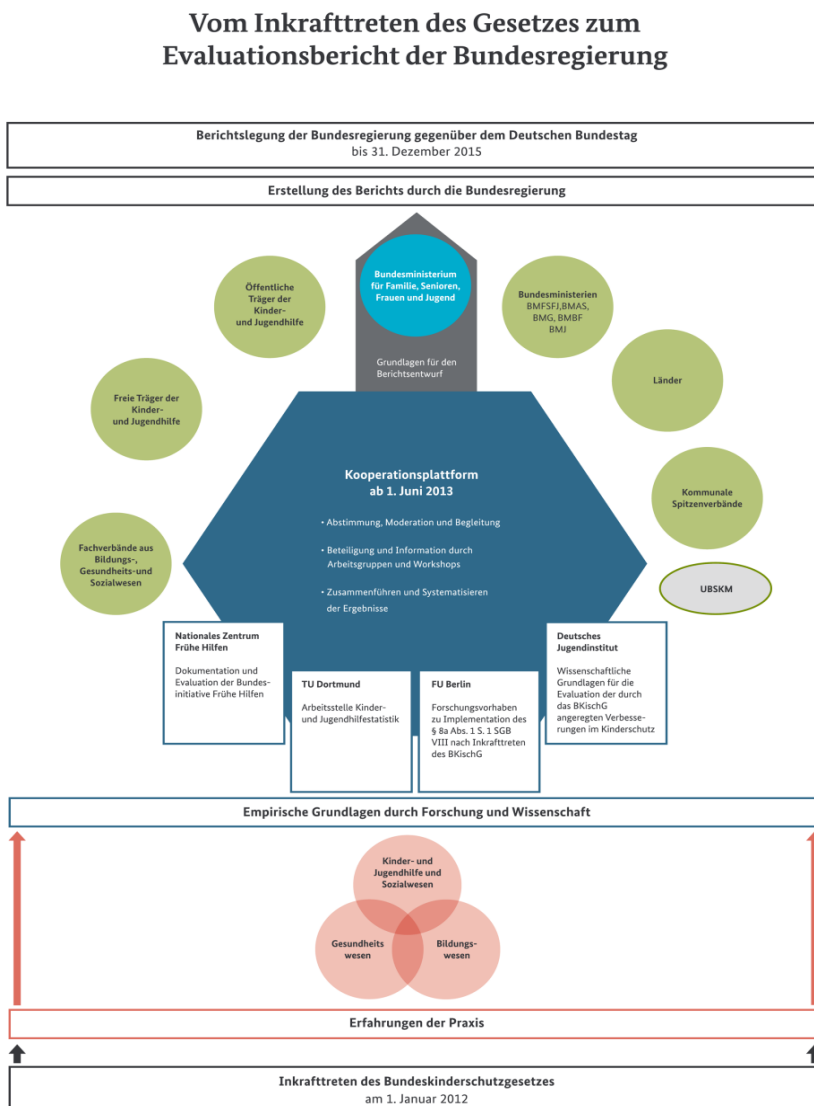 Vom Inkrafttreten des Gesetzes zum
Evaluationsbericht der Bundesregierung
Berichtslegung der Bundesregierung gegenüber dem Deutschen Bundestag
bis 31. Dezember 2015
Erstellung des Berichts durch die Bundesregierung
Bundesministerium
für Familie, Senioren,
Frauen und Jugend
Grundlagen für den
Berichtsentwurf
Öffentliche
Träger der
Kinder-
und Jugendhilfe
Bundesministerien
BMFSFJ,BMAS,
BMG, BMBF
BMJ
Freie Träger der
Kinder-
und Jugendhilfe
Länder
Fachverbände aus
Bildungs-,
Gesundheits-und
Sozialwesen
Kommunale
Spitzenverbände
UBSKM
Kooperationsplattform
ab 1. Juni 2013
• Abstimmung, Moderation und Begleitung
• Beteiligung und Information durch
Arbeitsgruppen und Workshops
• Zusammenführen und Systematisieren
der Ergebnisse
Nationales Zentrum
Frühe Hilfen
Dokumentation und
Evaluation der Bundes-
initiative Frühe Hilfen
TU Dortmund
Arbeitsstelle Kinder-
und Jugendhilfestatistik
FU Berlin
Forschungsvorhaben
zu Implementation des
§ 8a Abs. 1 S. 1 SGB
VIII nach Inkrafttreten
des BKischG
Deutsches
Jugendinstitut
Wissenschaftliche
Grundlagen für die
Evaluation der durch
das BKischG
angeregten Verbesse-
rungen im Kinderschutz
Empirische Grundlagen durch Forschung und Wissenschaft
Kinder- und
Jugendhilfe und
Sozialwesen
Gesundheits
wesen
Bildungs-
wesen
Erfahrungen der Praxis
Inkrafttreten des Bundeskinderschutzgesetzes
am 1. Januar 2012